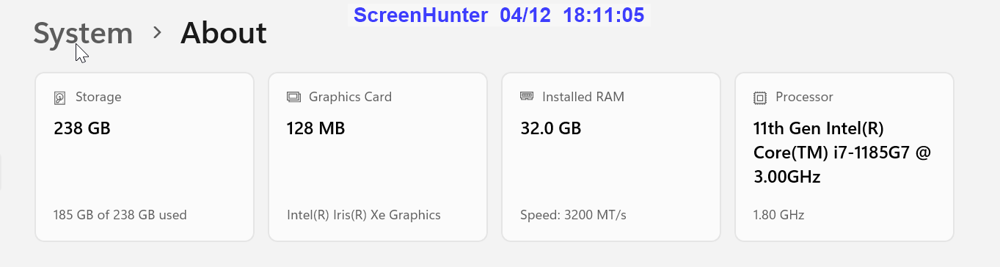 ScreenHunter 04/12 18:11:05
System > About
Storage
238 GB
185 GB of 238 GB used
Graphics Card
128 MB
Intel(R) Iris(R) Xe Graphics
Installed RAM
32.0 GB
Speed: 3200 MT/s
Processor
11th Gen Intel(R)
Core(TM) i7-1185G7 @
3.00GHz
1.80 GHz